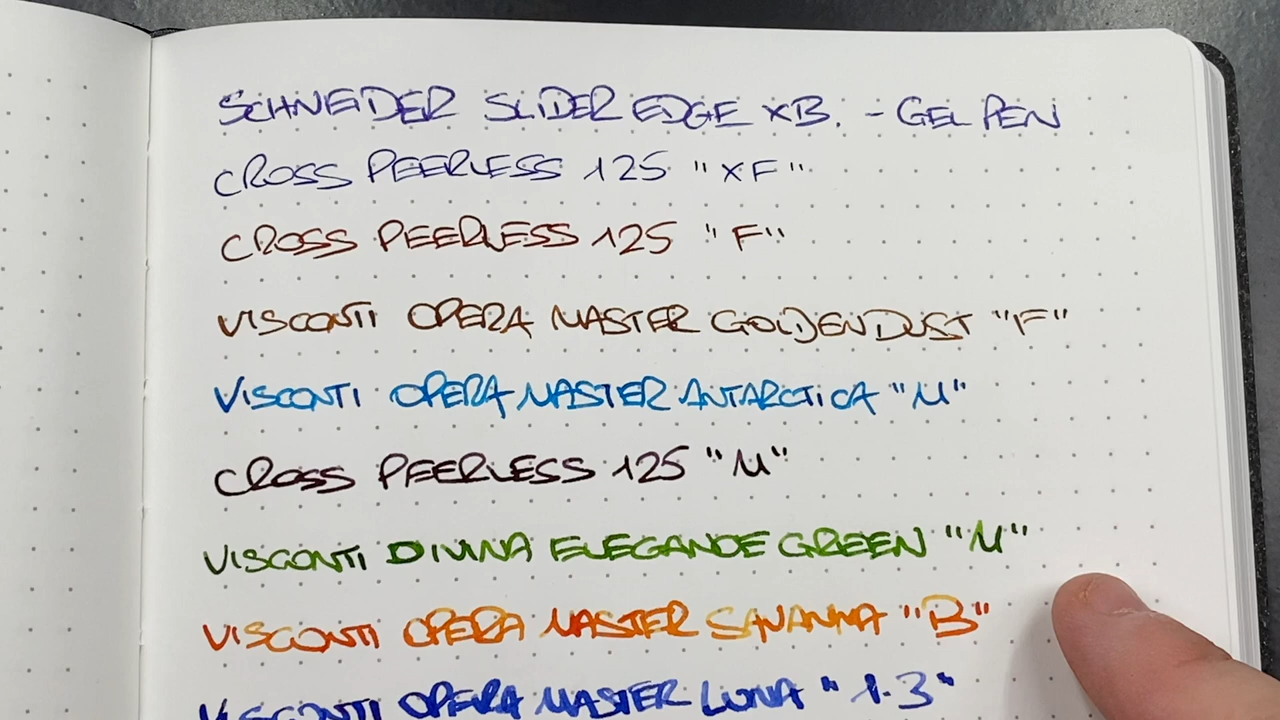 SCHNEIDER SLIDER EDGE XB. - GEL PEN
CROSS PEERLESS 125 "XF"
CROSS PEERLESS 125 "F"
VISCONTI OPERA MASTER GOLDENDUST "F"
VISCONTI OPERA MASTER ANTARCTICA "M"
CROSS PEERLESS 125 "M"
VISCONTI DIVINA ELEGANCE GREEN "M"
VISCONTI OPERA MASTER SAVANNA "B"
VISCONTI OPERA MASTER LUNA "1.3"